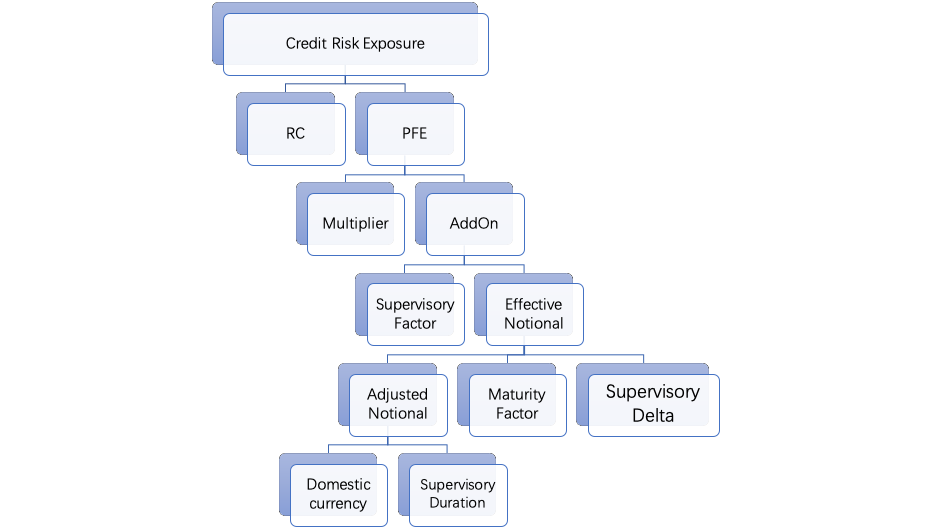 Credit Risk Exposure
RC
PFE
Multiplier
AddOn
Supervisory
Factor
Effective
Notional
Adjusted
Notional
Maturity
Factor
Supervisory
Delta
Domestic
currency
Supervisory
Duration